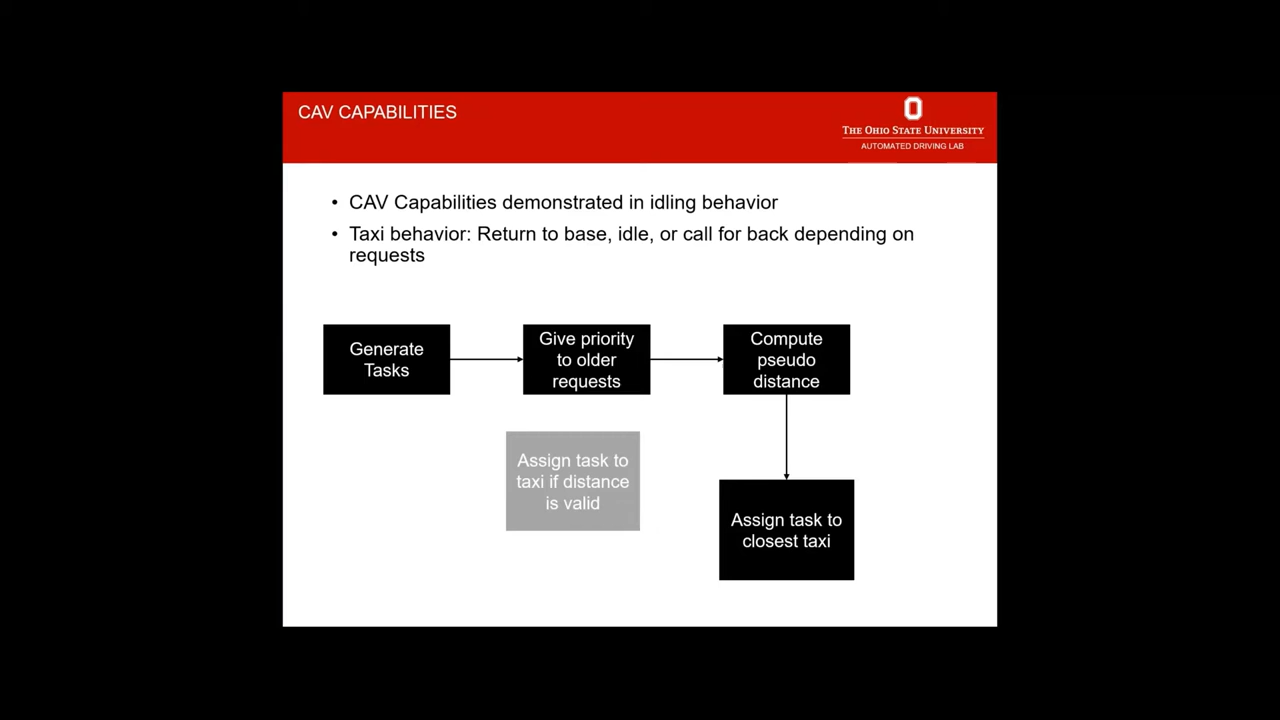 CAV CAPABILITIES
O
THE OHIO STATE UNIVERSITY
AUTOMATED DRIVING LAB
• CAV Capabilities demonstrated in idling behavior
• Taxi behavior: Return to base, idle, or call for back depending on
requests
Generate
Tasks
Give priority
to older
requests
Compute
pseudo
distance
Assign task to
taxi if distance
is valid
Assign task to
closest taxi